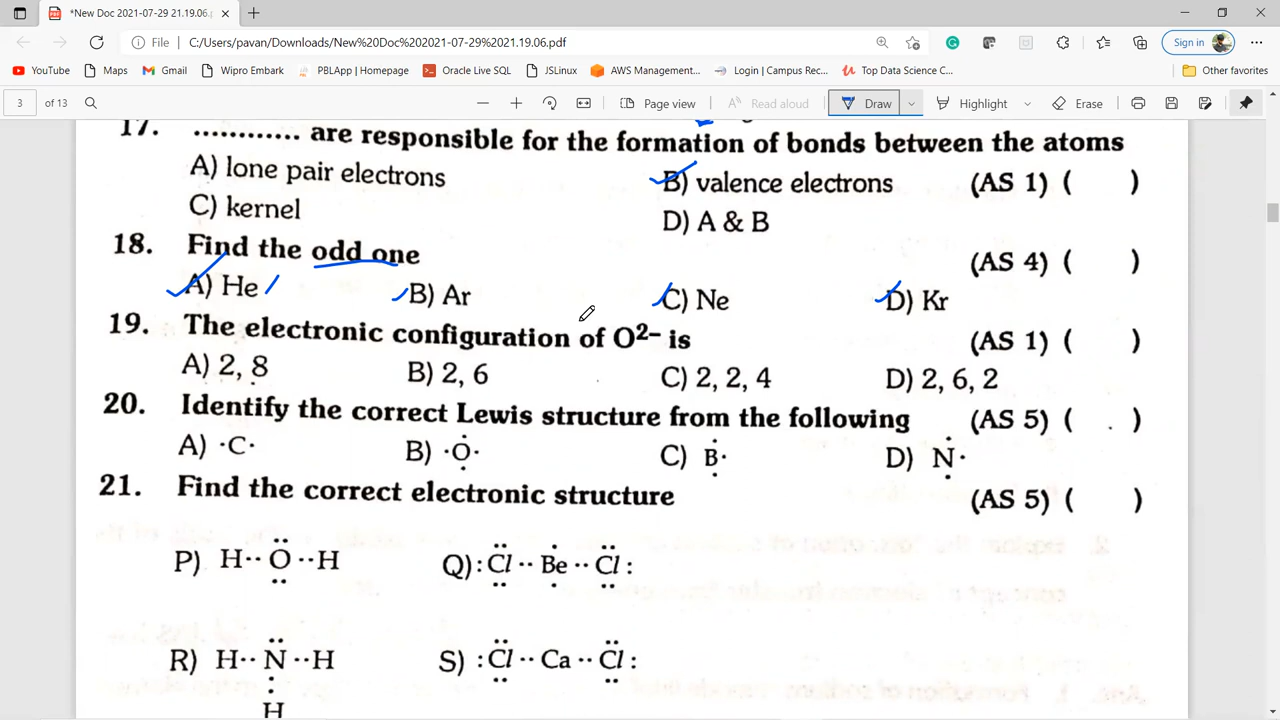 *New Doc 2021-07-29 21.19.06.p
File C:/Users/pavan/Downloads/New%20Doc%202021-07-29%2021.19.06.pdf Sign in
YouTube Maps Gmail Wipro Embark PBLApp | Homepage Oracle Live SQL JSLinux AWS Management... Login | Campus Rec... Top Data Science C... Other favorites
3 of 13 Page view Read aloud Draw Highlight Erase
17. ............ are responsible for the formation of bonds between the atoms
A) lone pair electrons B) valence electrons (AS 1) ( )
C) kernel D) A & B
18. Find the odd one (AS 4) ( )
A) He B) Ar C) Ne D) Kr
19. The electronic configuration of O²⁻ is (AS 1) ( )
A) 2, 8 B) 2, 6 C) 2, 2, 4 D) 2, 6, 2
20. Identify the correct Lewis structure from the following (AS 5) ( . )
A) ·C· B) ·O· C) B· D) N·
21. Find the correct electronic structure (AS 5) ( )
P) H·· O ··H Q) :Cl ·· Be ·· Cl :
R) H·· N ··H S) :Cl ·· Ca ·· Cl :
H